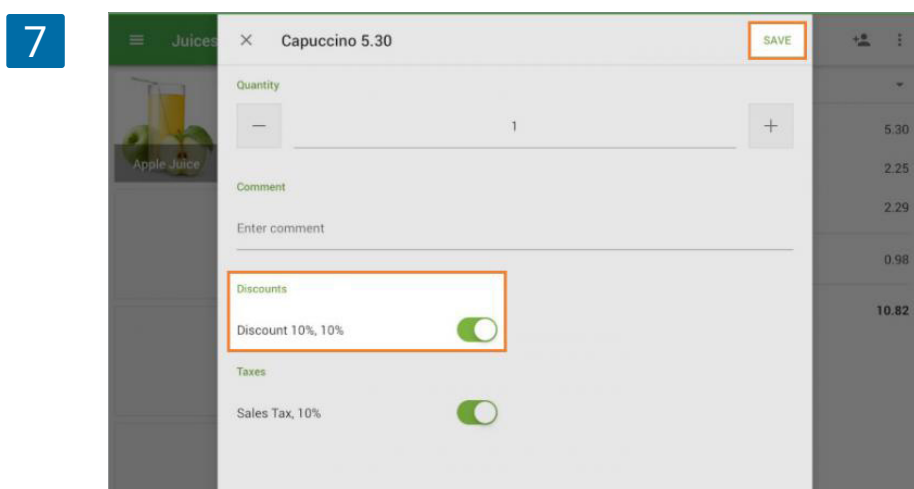 7
Juices
Capuccino 5.30
SAVE
Quantity
1
5.30
Apple Juice
2.25
Comment
2.29
Enter comment
0.98
Discounts
10.82
Discount 10%, 10%
Taxes
Sales Tax, 10%